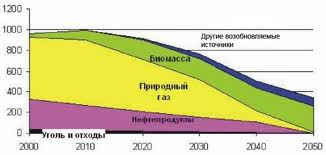 1200
1000
800
600
400
200
0
Другие возобновляемые
источники
Биомасса
Природный
газ
Нефтепродукты
Уголь и отходы
2000 2010 2020 2030 2040 2050